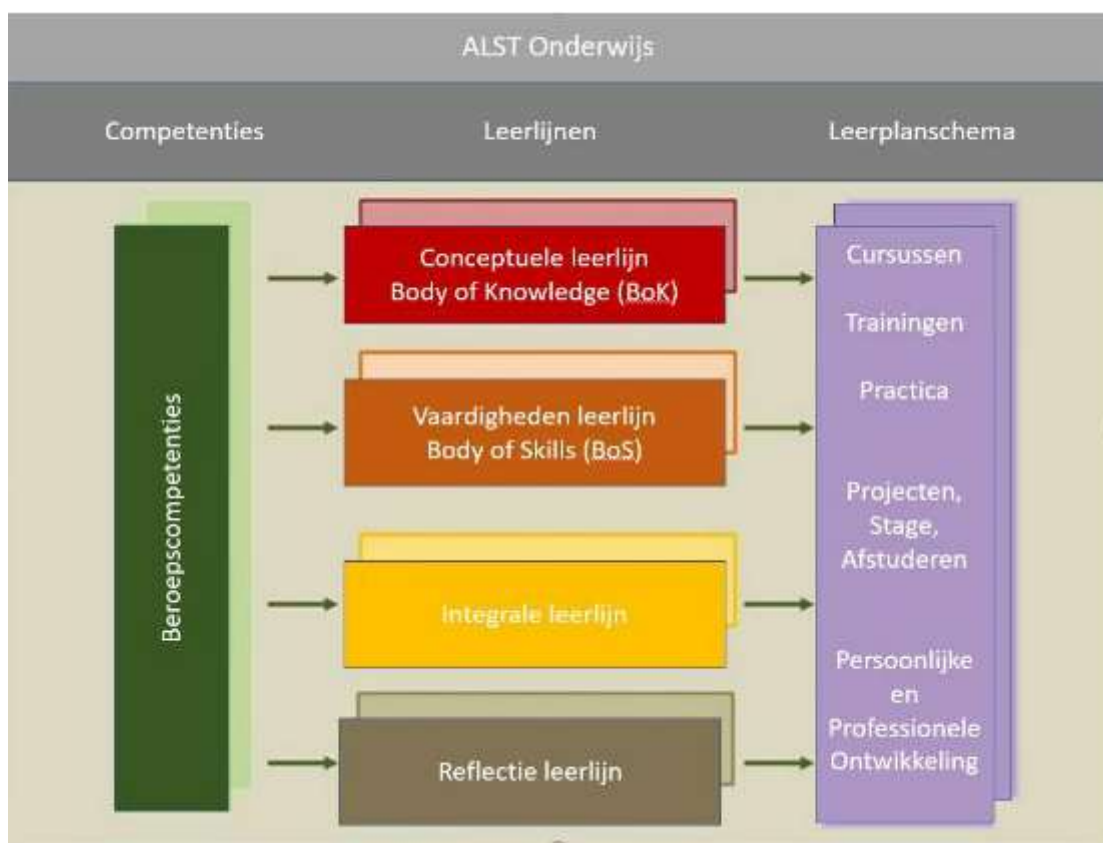 ALST Onderwijs
Competenties
Leerlijnen
Leerplanschema
Beroepscompetenties
Conceptuele leerlijn
Body of Knowledge (BoK)
Vaardigheden leerlijn
Body of Skills (BoS)
Integrale leerlijn
Reflectie leerlijn
Cursussen
Trainingen
Practica
Projecten,
Stage,
Afstuderen
Persoonlijke
en
Professionele
Ontwikkeling